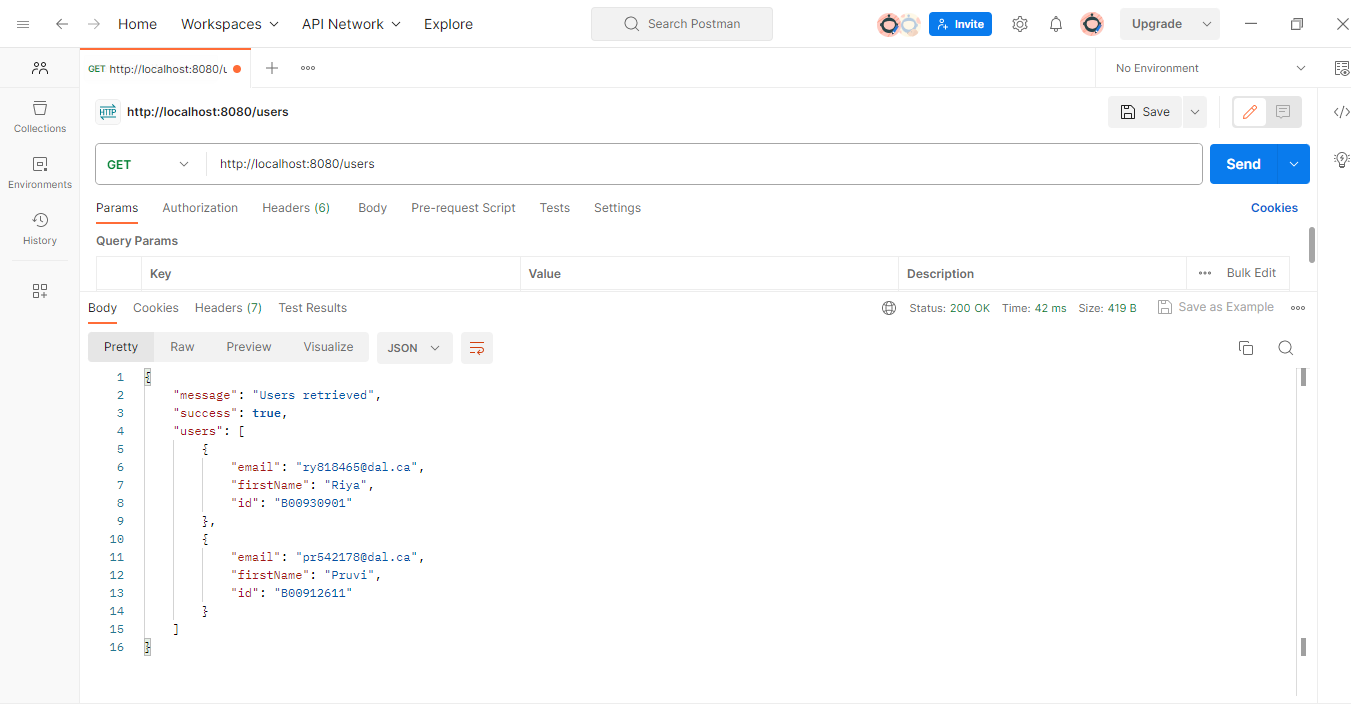 Home Workspaces API Network Explore Search Postman Invite Upgrade
GET http://localhost:8080/u No Environment
HTTP http://localhost:8080/users Save
Collections
GET http://localhost:8080/users Send
Environments
Params Authorization Headers (6) Body Pre-request Script Tests Settings Cookies
History
Query Params
Key Value Description Bulk Edit
Body Cookies Headers (7) Test Results Status: 200 OK Time: 42 ms Size: 419 B Save as Example
Pretty Raw Preview Visualize JSON
1 {
2 "message": "Users retrieved",
3 "success": true,
4 "users": [
5 {
6 "email": "ry818465@dal.ca",
7 "firstName": "Riya",
8 "id": "B00930901"
9 },
10 {
11 "email": "pr542178@dal.ca",
12 "firstName": "Pruvi",
13 "id": "B00912611"
14 }
15 ]
16 }